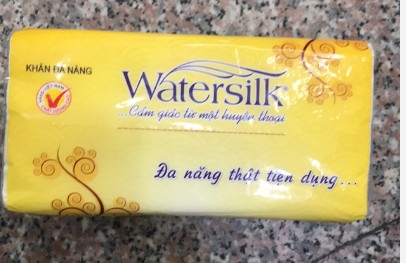 KHĂN ĐA NĂNG
Watersilk
...Cảm giác từ một huyền thoại
Đa năng thật tiện dụng...